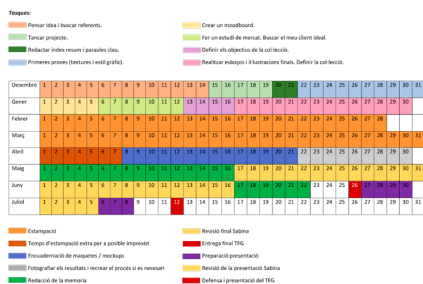 Tasques:
Pensar idea i buscar referents.
Crear un moodboard.
Tancar projecte.
Fer un estudi de mercat. Buscar el meu client ideal.
Redactar índex resum i paraules clau.
Definir els objectius de la col·lecció.
Primeres proves (textures i estil gràfic).
Realitzar esbojos i il·lustracions finals. Definir la col·lecció.
Desembre 1 2 3 4 5 6 7 8 9 10 11 12 13 14 15 16 17 18 19 20 21 22 23 24 25 26 27 28 29 30 31
Gener 1 2 3 4 5 6 7 8 9 10 11 12 13 14 15 16 17 18 19 20 21 22 23 24 25 26 27 28 29 30
Febrer 1 2 3 4 5 6 7 8 9 10 11 12 13 14 15 16 17 18 19 20 21 22 23 24 25 26 27 28
Març 1 2 3 4 5 6 7 8 9 10 11 12 13 14 15 16 17 18 19 20 21 22 23 24 25 26 27 28 29 30 31
Abril 1 2 3 4 5 6 7 8 9 10 11 12 13 14 15 16 17 18 19 20 21 22 23 24 25 26 27 28 29 30
Maig 1 2 3 4 5 6 7 8 9 10 11 12 13 14 15 16 17 18 19 20 21 22 23 24 25 26 27 28 29 30 31
Juny 1 2 3 4 5 6 7 8 9 10 11 12 13 14 15 16 17 18 19 20 21 22 23 24 25 26 27 28 29 30
Juliol 1 2 3 4 5 6 7 8 9 10 11 12 13 14 15 16 17 18 19 20 21 22 23 24 25 26 27 28 29 30 31
Estampació
Revisió final Sabina
Temps d'estampació extra per a posible imprevist
Entrega final TFG
Encuadernació de maquetes / mockups
Preparació presentació
Fotografiar els resultats i recrear el procés si es necesari
Revisió de la presentació Sabina
Redacció de la memoria
Defensa i presentació del TFG